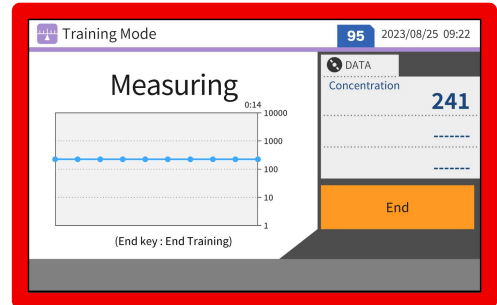 Training Mode
95
2023/08/25 09:22
Measuring
0:14
10000
1000
100
10
1
(End key : End Training)
DATA
Concentration
241
-------
-------
End